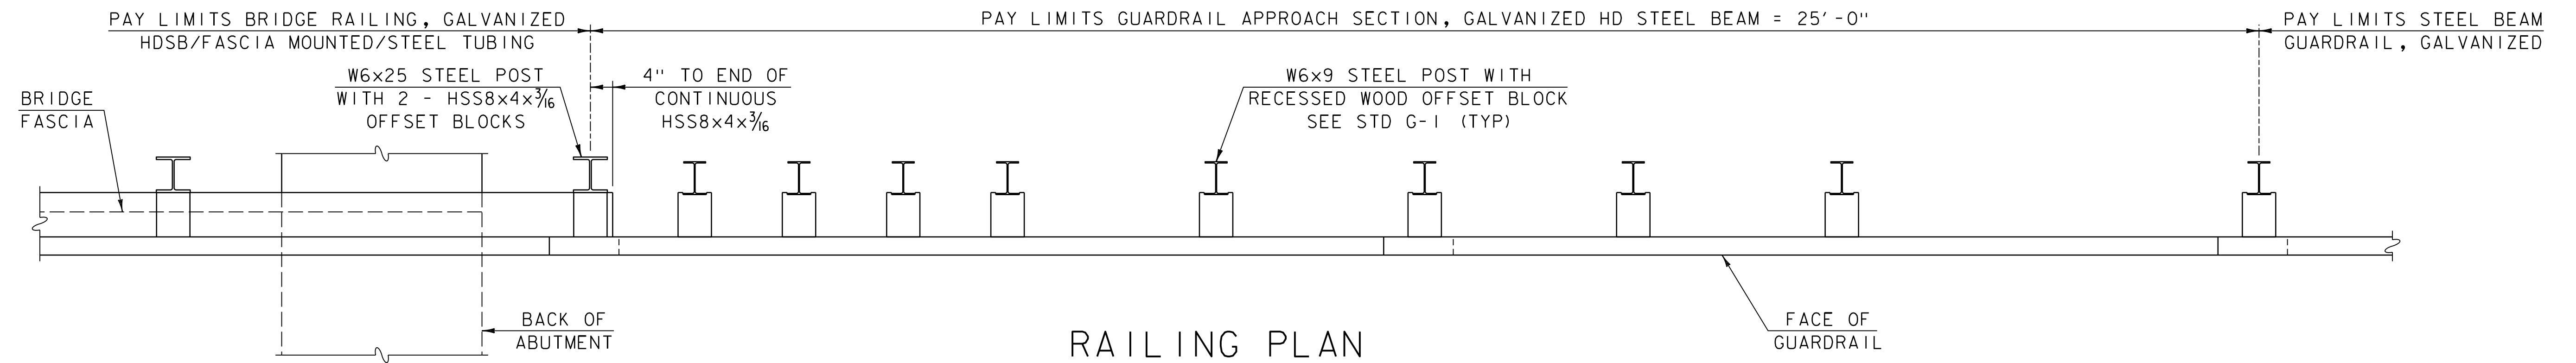 PAY LIMITS BRIDGE RAILING, GALVANIZED
HDSB/FASCIA MOUNTED/STEEL TUBING
PAY LIMITS GUARDRAIL APPROACH SECTION, GALVANIZED HD STEEL BEAM = 25'-0"
PAY LIMITS STEEL BEAM
GUARDRAIL, GALVANIZED
BRIDGE
FASCIA
W6x25 STEEL POST
WITH 2 - HSS8x4x3/16
OFFSET BLOCKS
4" TO END OF
CONTINUOUS
HSS8x4x3/16
W6x9 STEEL POST WITH
RECESSED WOOD OFFSET BLOCK
SEE STD G-1 (TYP)
BACK OF
ABUTMENT
FACE OF
GUARDRAIL
RAILING PLAN